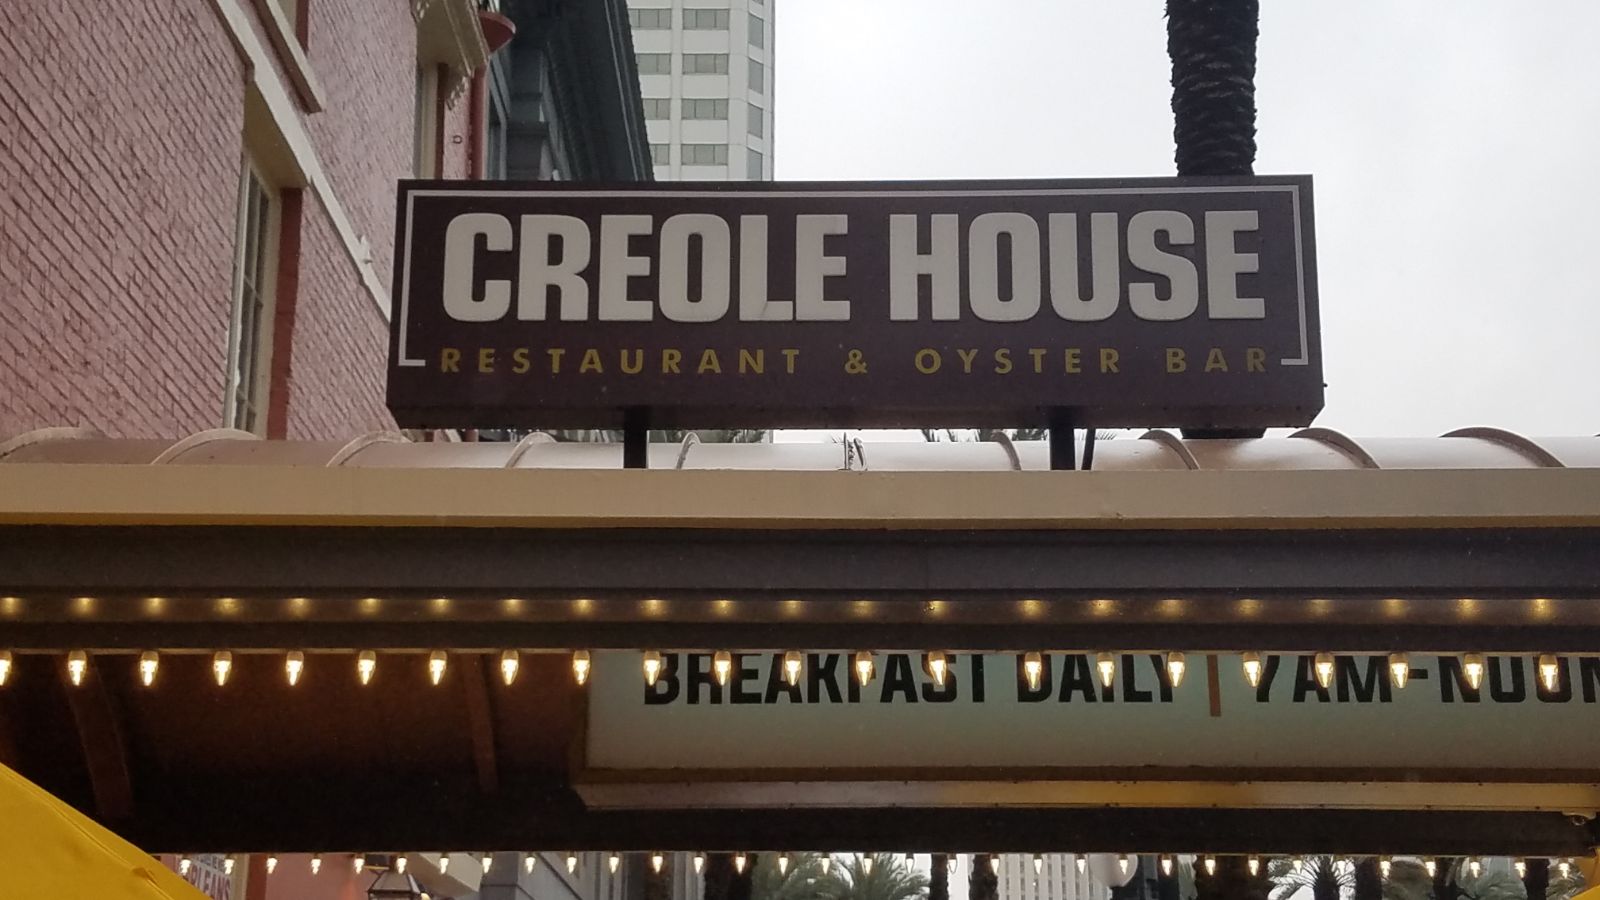 CREOLE HOUSE
RESTAURANT & OYSTER BAR
BREAKFAST DAILY | 7AM-NOON